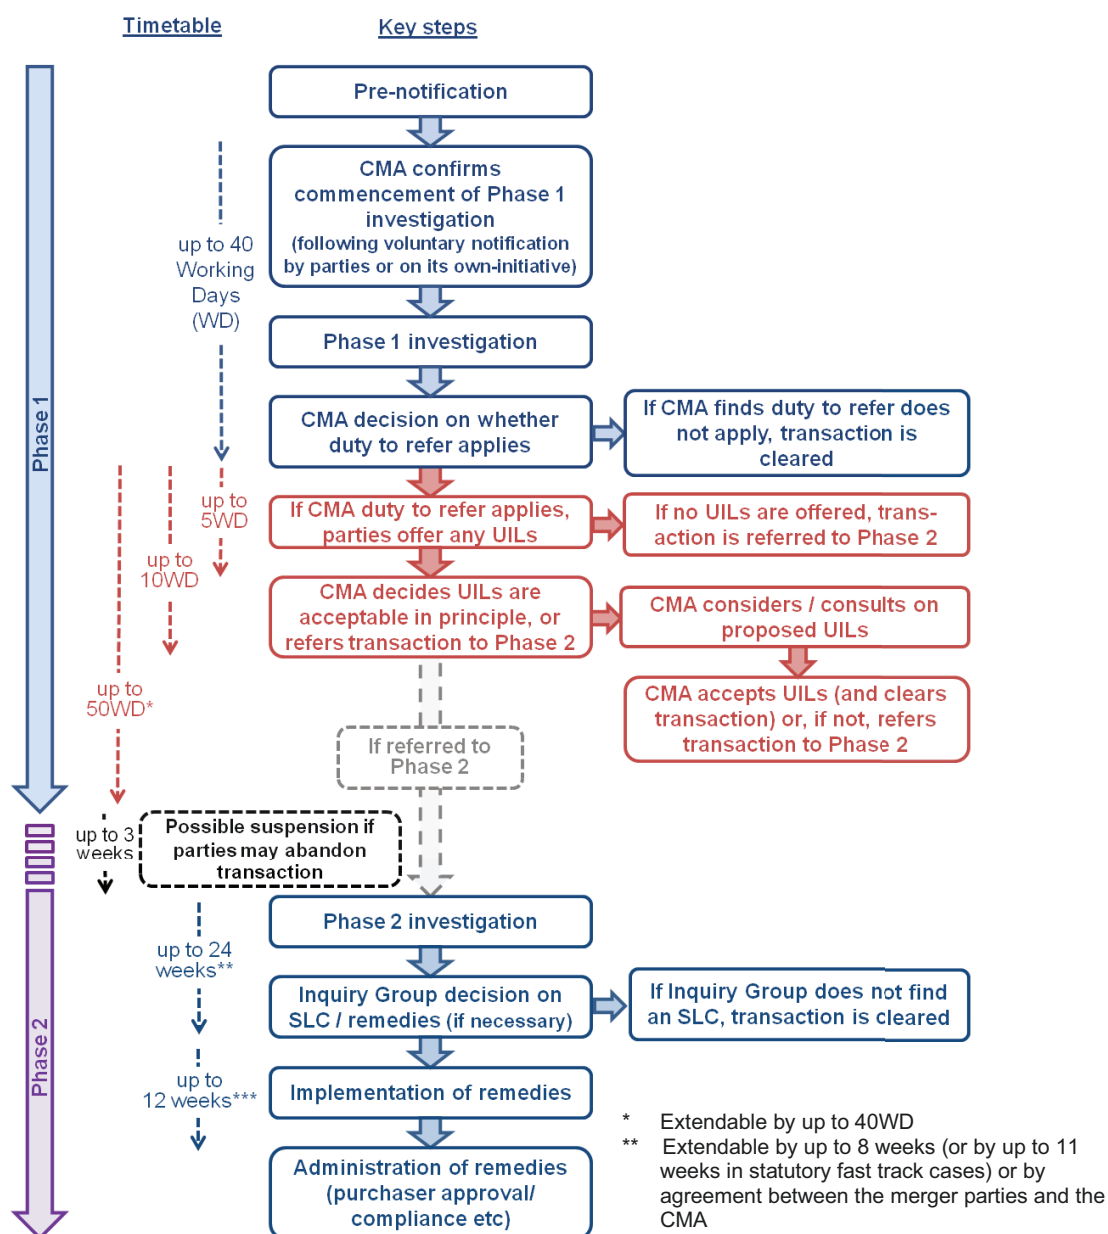 Timetable
Key steps
Pre-notification
CMA confirms
commencement of Phase 1
investigation
(following voluntary notification
by parties or on its own-initiative)
up to 40
Working
Days
(WD)
Phase 1 investigation
Phase 1
CMA decision on whether
duty to refer applies
If CMA finds duty to refer does
not apply, transaction is
cleared
up to
5WD
If CMA duty to refer applies,
parties offer any UILs
If no UILs are offered, trans-
action is referred to Phase 2
up to
10WD
CMA decides UILs are
acceptable in principle, or
refers transaction to Phase 2
CMA considers / consults on
proposed UILs
up to
50WD*
CMA accepts UILs (and clears
transaction) or, if not, refers
transaction to Phase 2
If referred to
Phase 2
up to 3
weeks
Possible suspension if
parties may abandon
transaction
Phase 2 investigation
up to 24
weeks**
Inquiry Group decision on
SLC / remedies (if necessary)
If Inquiry Group does not find
an SLC, transaction is cleared
Phase 2
up to
12 weeks***
Implementation of remedies
Administration of remedies
(purchaser approval/
compliance etc)
* Extendable by up to 40WD
** Extendable by up to 8 weeks (or by up to 11
weeks in statutory fast track cases) or by
agreement between the merger parties and the
CMA